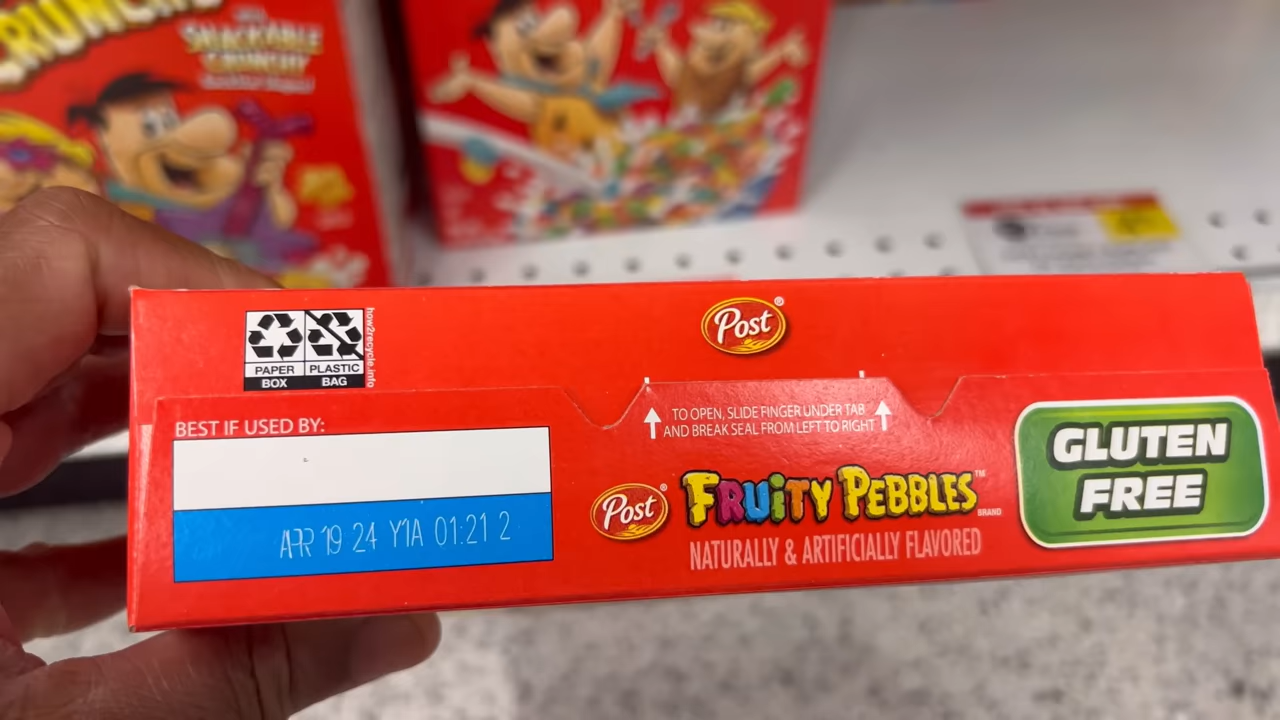 CRUNCH
SNACKABLE
CRUNCHY
PAPER
BOX
PLASTIC
BAG
how2recycle.info
Post®
BEST IF USED BY:
APR 19 24 Y1A 01:21 2
TO OPEN, SLIDE FINGER UNDER TAB
AND BREAK SEAL FROM LEFT TO RIGHT
Post®
FRUITY PEBBLES™
BRAND
NATURALLY & ARTIFICIALLY FLAVORED
GLUTEN
FREE